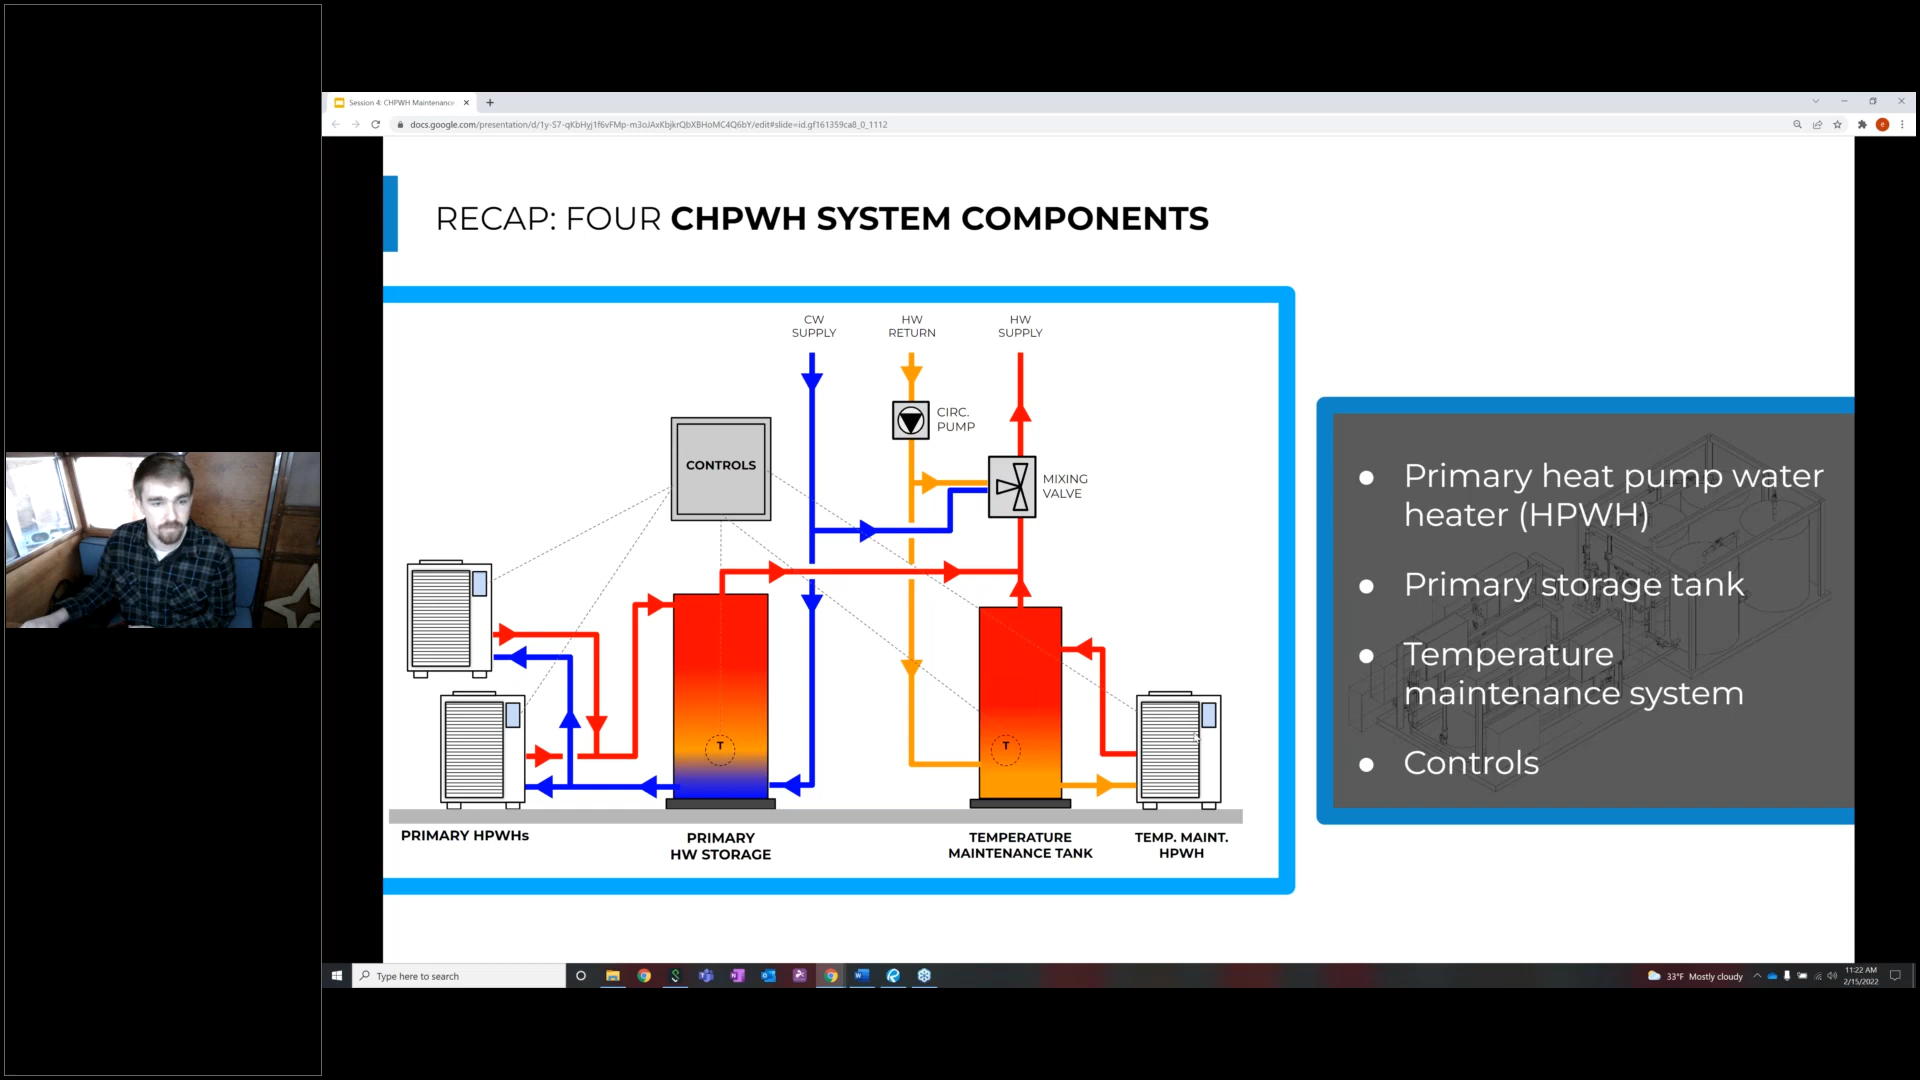 Session 4: CHPWH Maintenance
docs.google.com/presentation/d/1y-S7-qKbHyj1f6vFMp-m3oJAxKbjkrQbXBHoMC4Q6bY/edit#slide=id.gf161359ca8_0_1112
RECAP: FOUR CHPWH SYSTEM COMPONENTS
CW
SUPPLY
HW
RETURN
HW
SUPPLY
CIRC.
PUMP
CONTROLS
MIXING
VALVE
T
T
PRIMARY HPWHs
PRIMARY
HW STORAGE
TEMPERATURE
MAINTENANCE TANK
TEMP. MAINT.
HPWH
● Primary heat pump water
heater (HPWH)
● Primary storage tank
● Temperature
maintenance system
● Controls
Type here to search
33°F Mostly cloudy
11:22 AM
2/15/2022